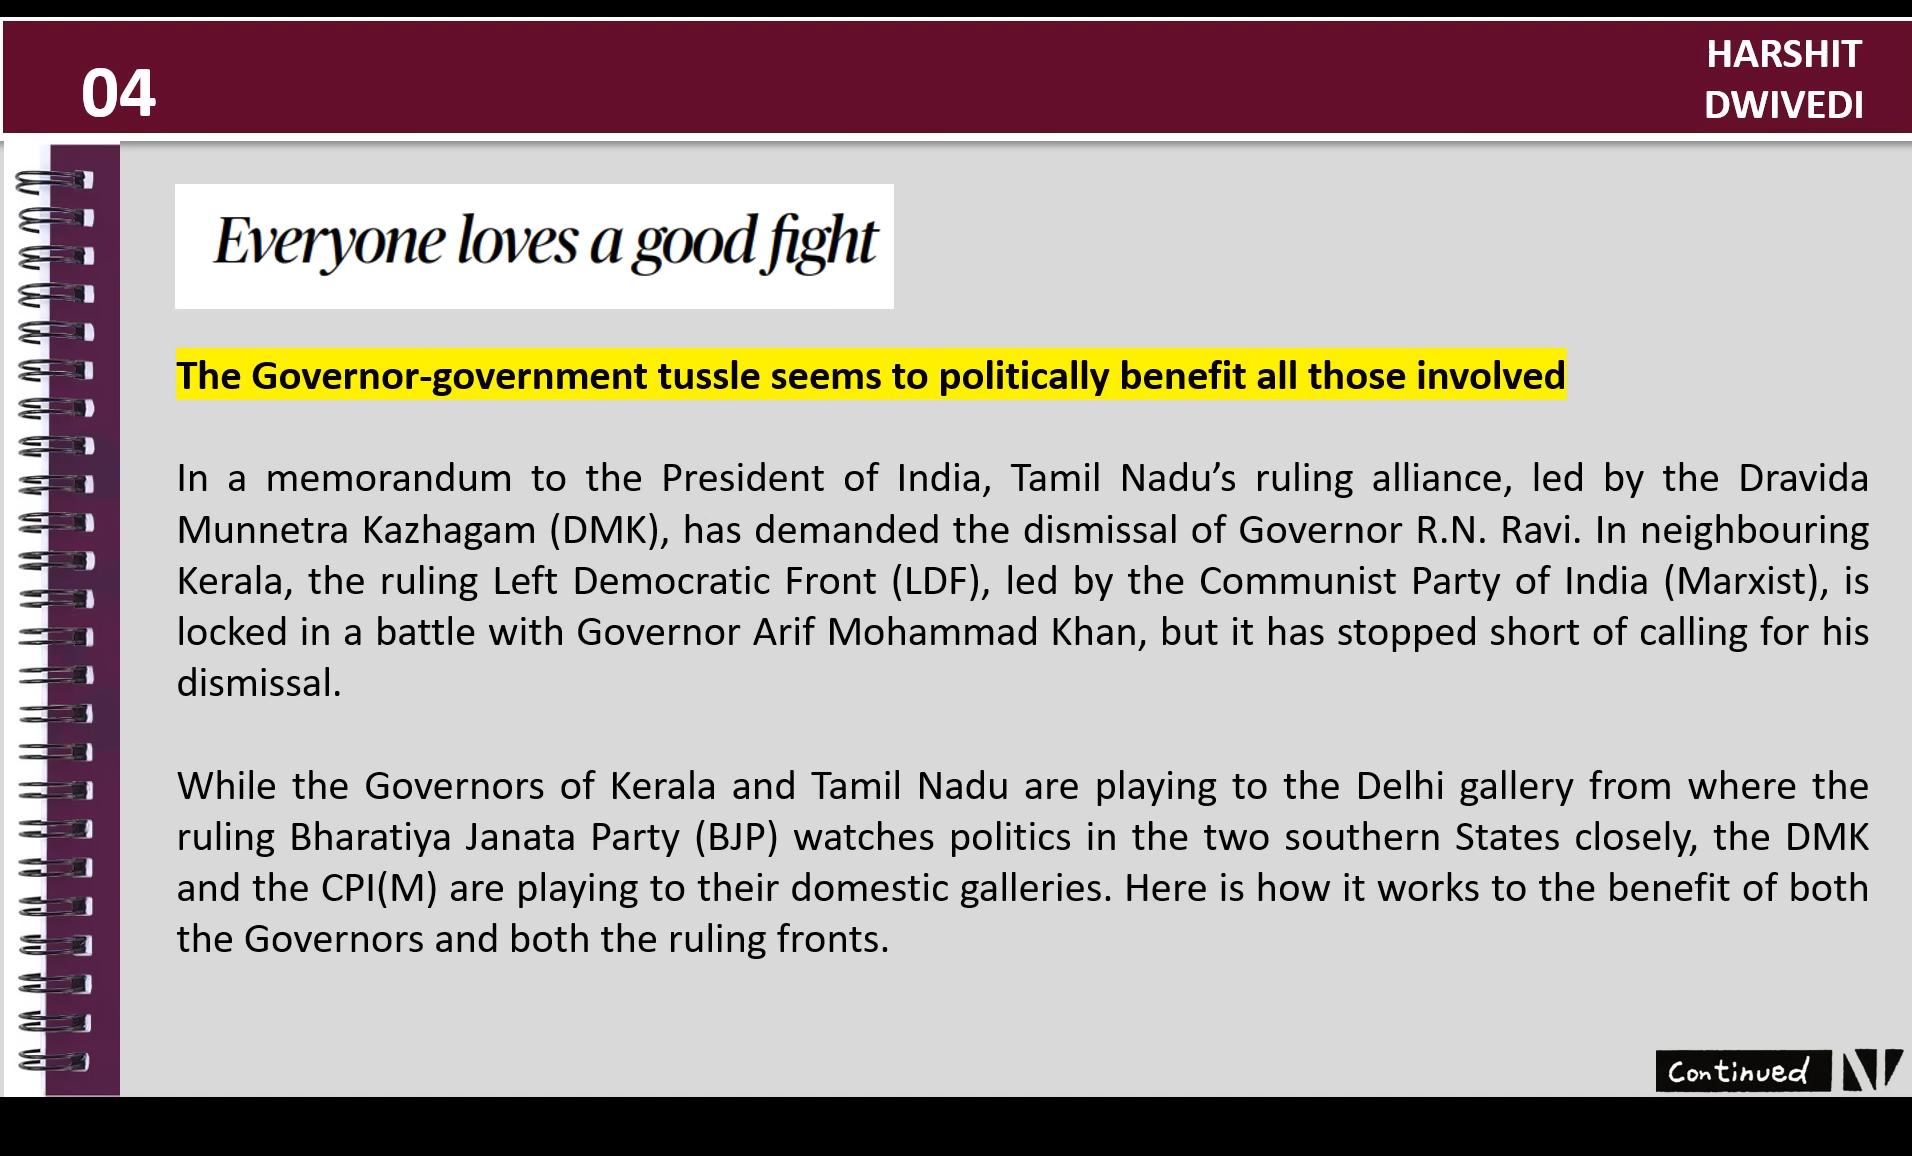 04
HARSHIT
DWIVEDI
Everyone loves a good fight
The Governor-government tussle seems to politically benefit all those involved
In a memorandum to the President of India, Tamil Nadu’s ruling alliance, led by the Dravida
Munnetra Kazhagam (DMK), has demanded the dismissal of Governor R.N. Ravi. In neighbouring
Kerala, the ruling Left Democratic Front (LDF), led by the Communist Party of India (Marxist), is
locked in a battle with Governor Arif Mohammad Khan, but it has stopped short of calling for his
dismissal.
While the Governors of Kerala and Tamil Nadu are playing to the Delhi gallery from where the
ruling Bharatiya Janata Party (BJP) watches politics in the two southern States closely, the DMK
and the CPI(M) are playing to their domestic galleries. Here is how it works to the benefit of both
the Governors and both the ruling fronts.
Continued